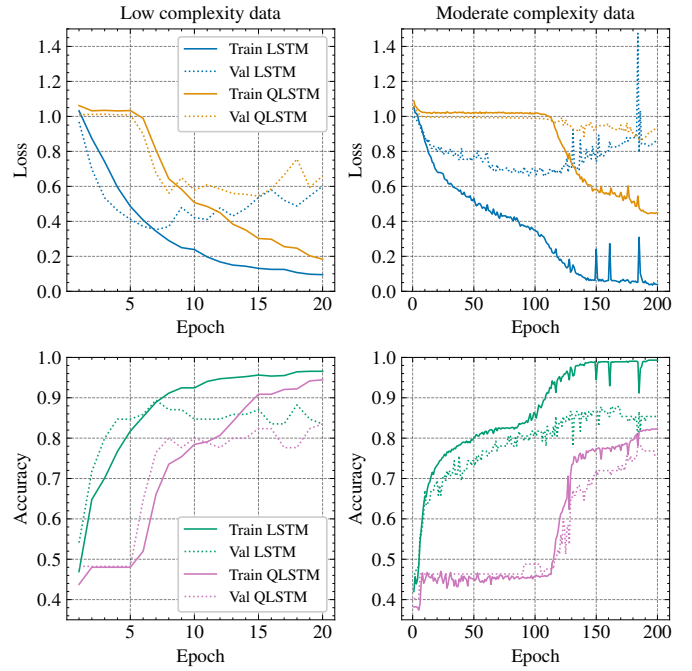 Low complexity data
Moderate complexity data
1.4
1.2
1.0
0.8
0.6
0.4
0.2
0.0
Loss
Train LSTM
Val LSTM
Train QLSTM
Val QLSTM
5 10 15 20
Epoch
1.4
1.2
1.0
0.8
0.6
0.4
0.2
0.0
Loss
0 50 100 150 200
Epoch
1.0
0.9
0.8
0.7
0.6
0.5
0.4
Accuracy
Train LSTM
Val LSTM
Train QLSTM
Val QLSTM
5 10 15 20
Epoch
1.0
0.9
0.8
0.7
0.6
0.5
0.4
Accuracy
0 50 100 150 200
Epoch